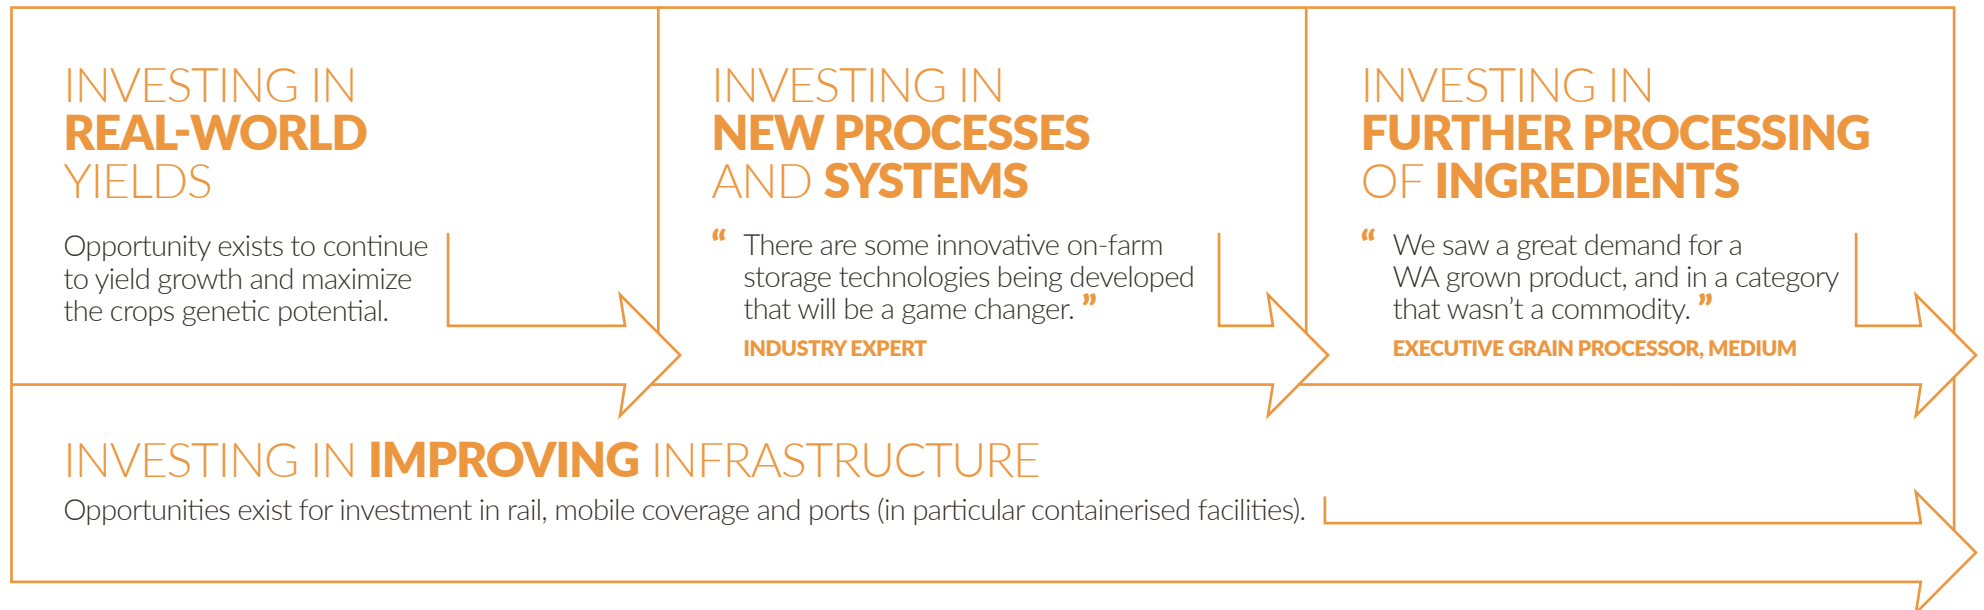 INVESTING IN
REAL-WORLD
YIELDS
Opportunity exists to continue
to yield growth and maximize
the crops genetic potential.
INVESTING IN
NEW PROCESSES
AND SYSTEMS
“ There are some innovative on-farm
storage technologies being developed
that will be a game changer. ”
INDUSTRY EXPERT
INVESTING IN
FURTHER PROCESSING
OF INGREDIENTS
“ We saw a great demand for a
WA grown product, and in a category
that wasn’t a commodity. ”
EXECUTIVE GRAIN PROCESSOR, MEDIUM
INVESTING IN IMPROVING INFRASTRUCTURE
Opportunities exist for investment in rail, mobile coverage and ports (in particular containerised facilities).